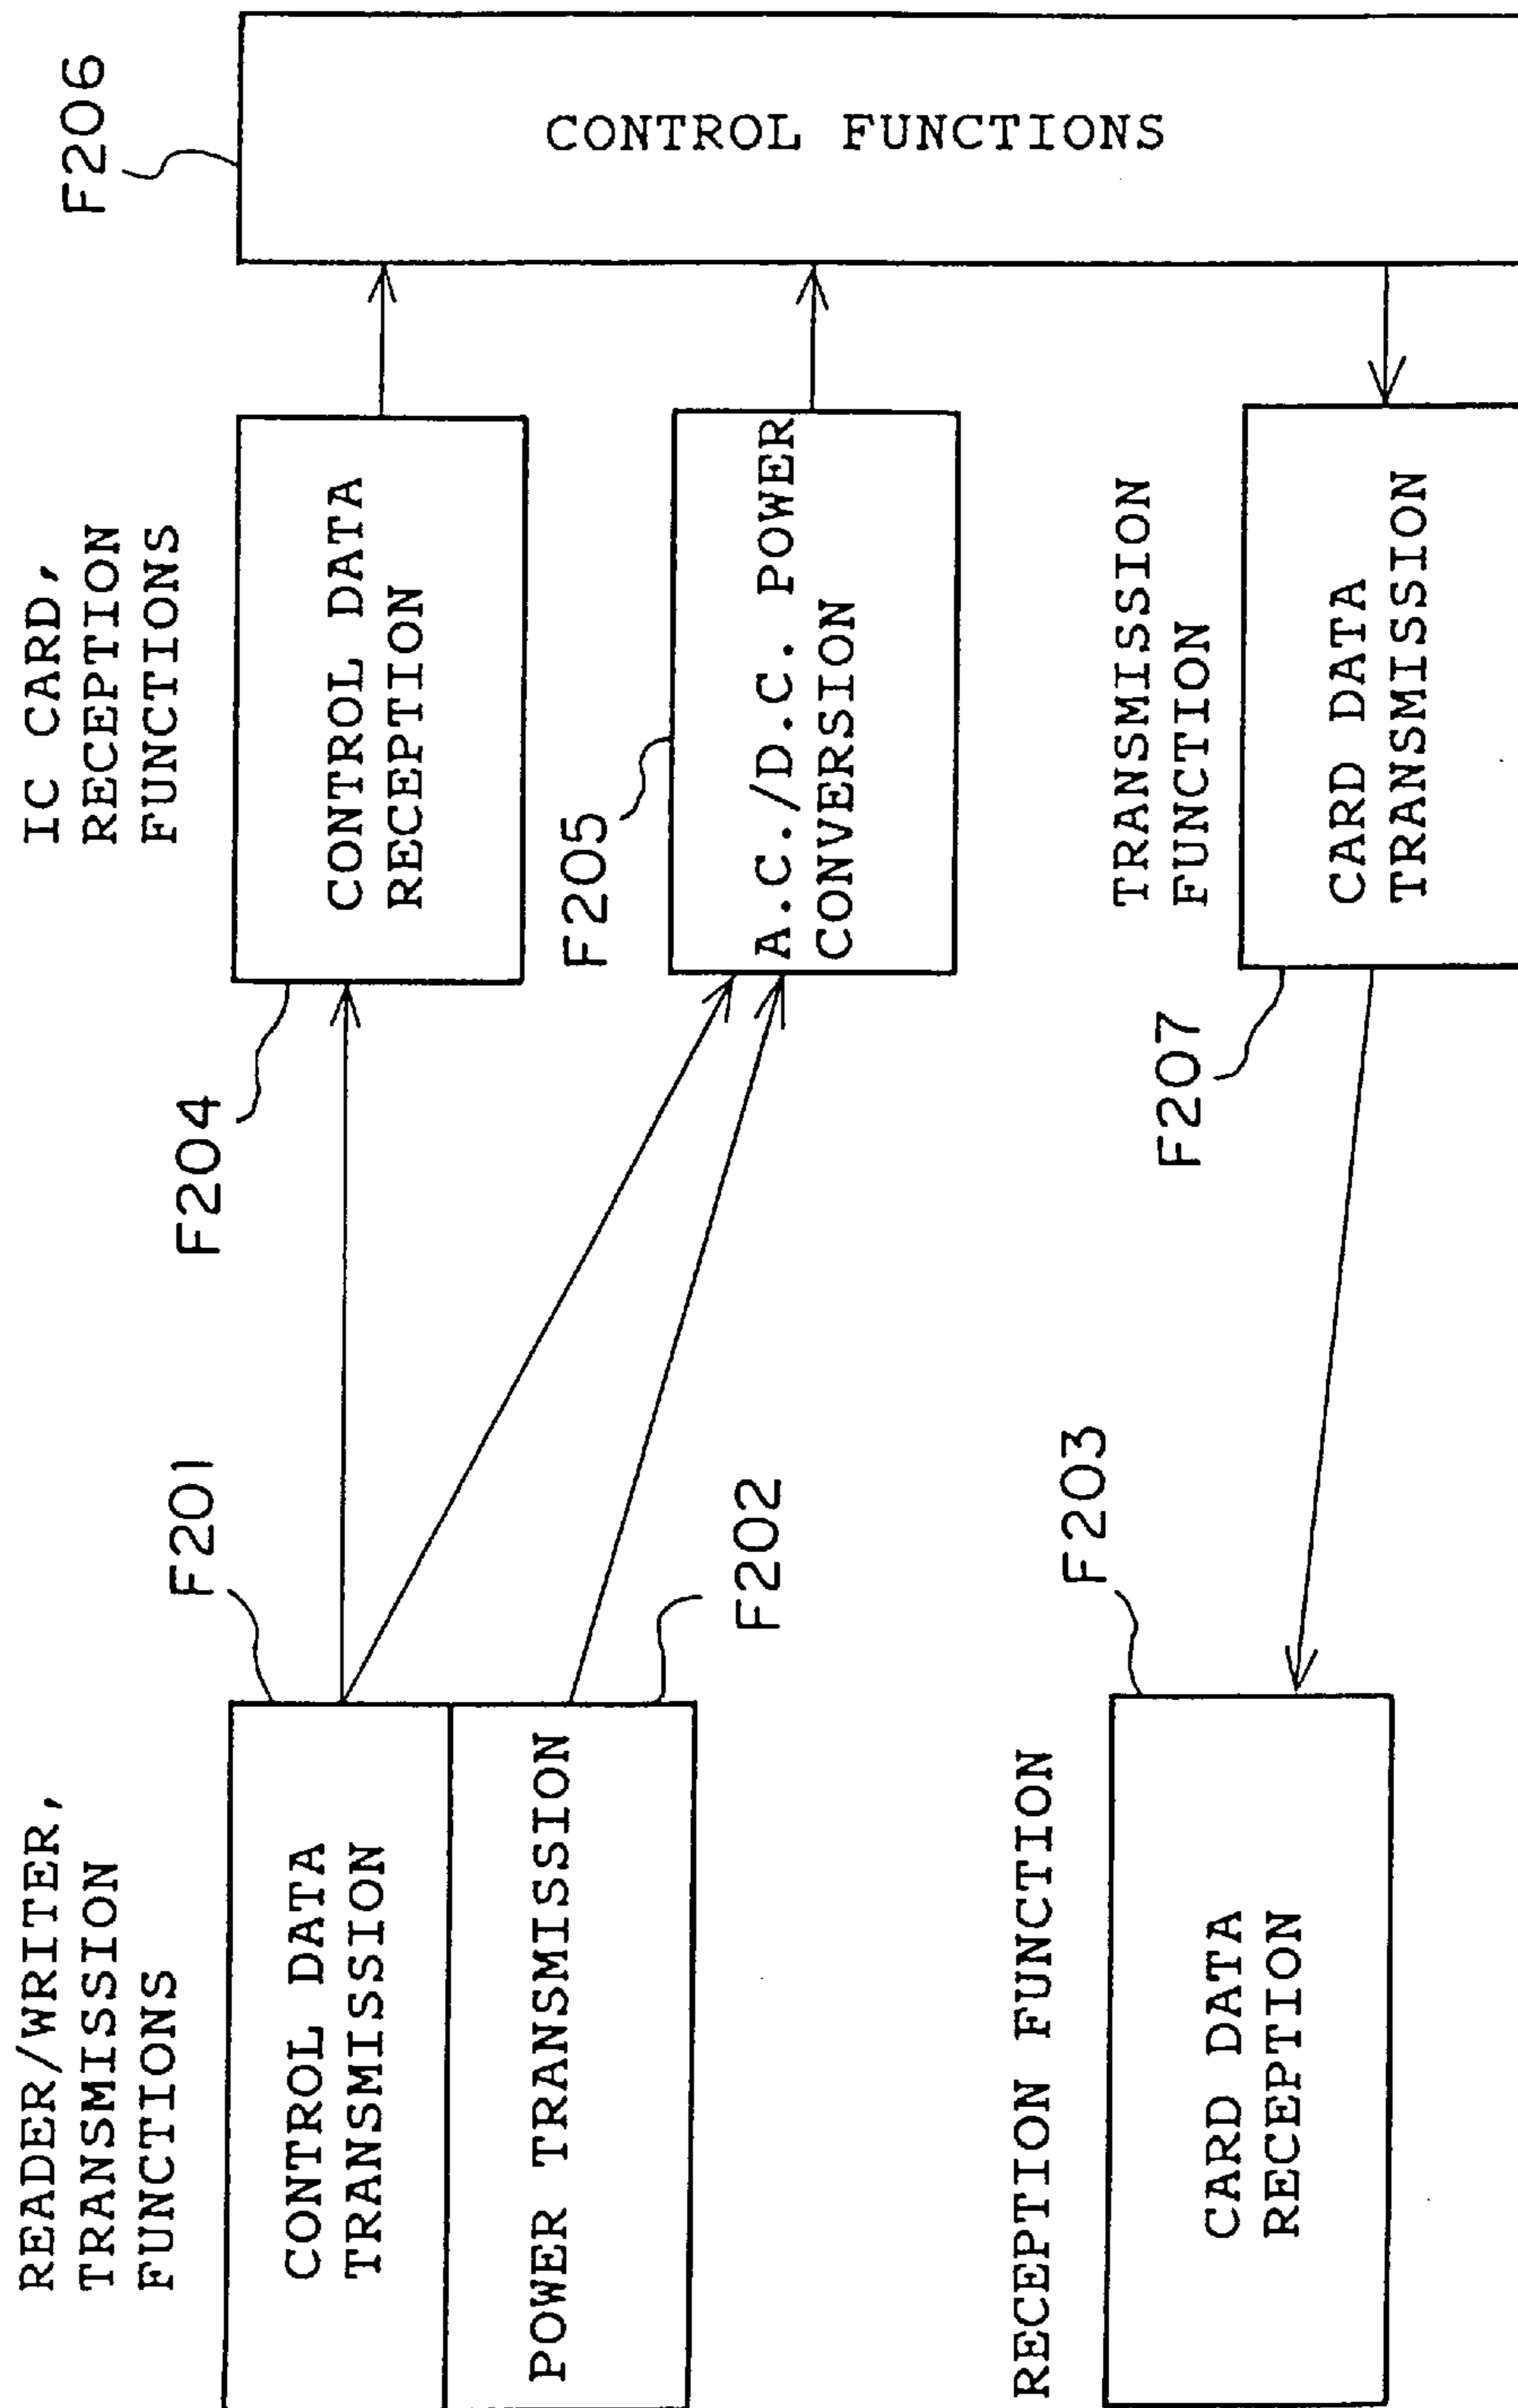 READER/WRITER,
TRANSMISSION
FUNCTIONS
F201
CONTROL DATA
TRANSMISSION
POWER TRANSMISSION
F202
RECEPTION FUNCTION
F203
CARD DATA
RECEPTION
IC CARD,
RECEPTION
FUNCTIONS
F204
CONTROL DATA
RECEPTION
F205
A.C./D.C. POWER
CONVERSION
TRANSMISSION
FUNCTION
F207
CARD DATA
TRANSMISSION
F206
CONTROL FUNCTIONS